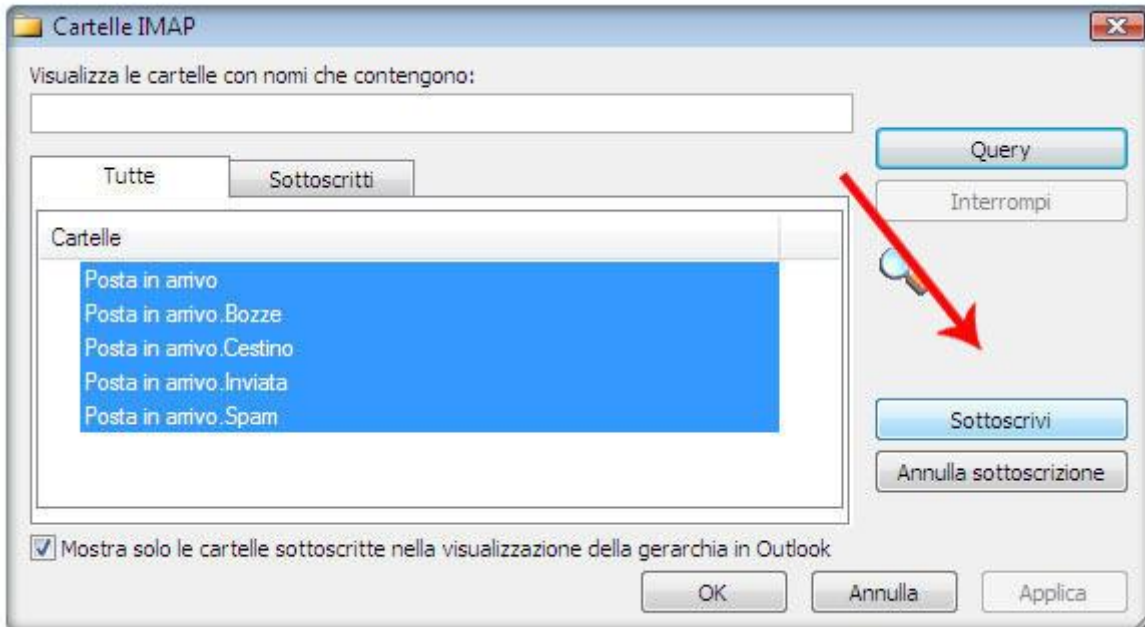 Cartelle IMAP
Visualizza le cartelle con nomi che contengono:
Query
Tutte
Sottoscritti
Interrompi
Cartelle
Posta in arrivo
Posta in arrivo.Bozze
Posta in arrivo.Cestino
Posta in arrivo.Inviata
Posta in arrivo.Spam
Sottoscrivi
Annulla sottoscrizione
Mostra solo le cartelle sottoscritte nella visualizzazione della gerarchia in Outlook
OK
Annulla
Applica